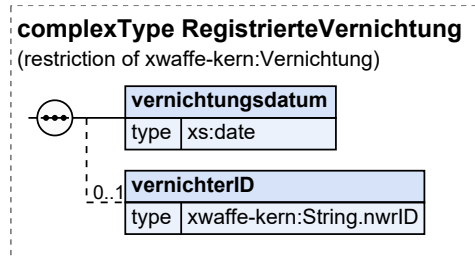 complexType RegistrierteVernichtung
(restriction of xwaffe-kern:Vernichtung)
vernichtungsdatum
type xs:date
0..1 vernichterID
type xwaffe-kern:String.nwrID